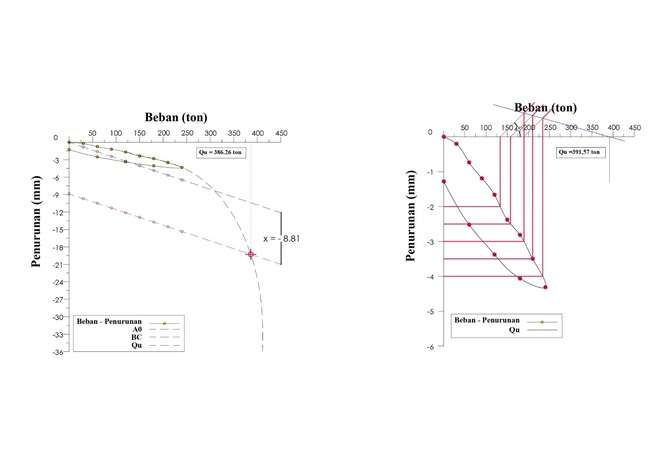 Beban (ton)
0 50 100 150 200 250 300 350 400 450
Qu = 386.26 ton
-3
-6
-9
-12
-15
-18
-21
-24
-27
-30
-33
-36
Penurunan (mm)
x = - 8.81
Beban - Penurunan
A0
BC
Qu
Beban (ton)
0 50 100 150 200 250 300 350 400 450
Qu =391,57 ton
-1
-2
-3
-4
-5
-6
Penurunan (mm)
Beban - Penurunan
Qu